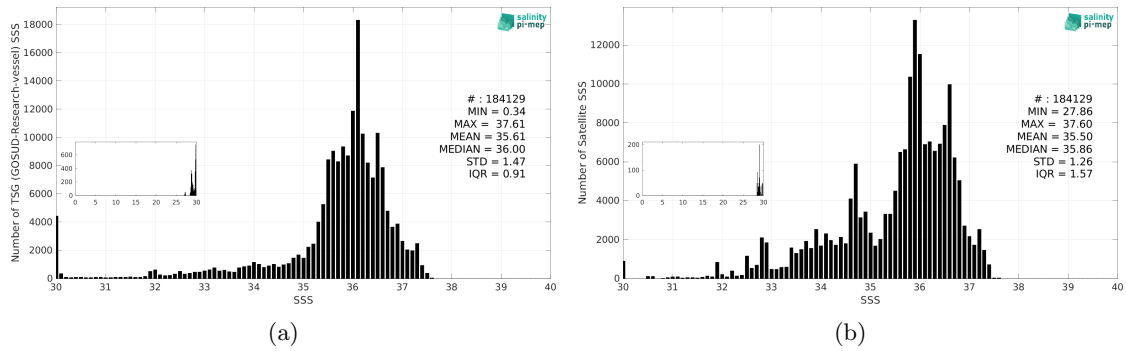 18000
16000
14000
12000
10000
8000
6000
4000
2000
0
Number of TSG (GOSUD-Research-vessel) SSS
salinity
pi-mep
# : 184129
MIN = 0.34
MAX = 37.61
MEAN = 35.61
MEDIAN = 36.00
STD = 1.47
IQR = 0.91
800
600
400
200
0
0 5 10 15 20 25 30
30 31 32 33 34 35 36 37 38 39 40
SSS
(a)
12000
10000
8000
6000
4000
2000
0
Number of Satellite SSS
salinity
pi-mep
# : 184129
MIN = 27.86
MAX = 37.60
MEAN = 35.50
MEDIAN = 35.86
STD = 1.26
IQR = 1.57
200
100
0
0 5 10 15 20 25 30
30 31 32 33 34 35 36 37 38 39 40
SSS
(b)